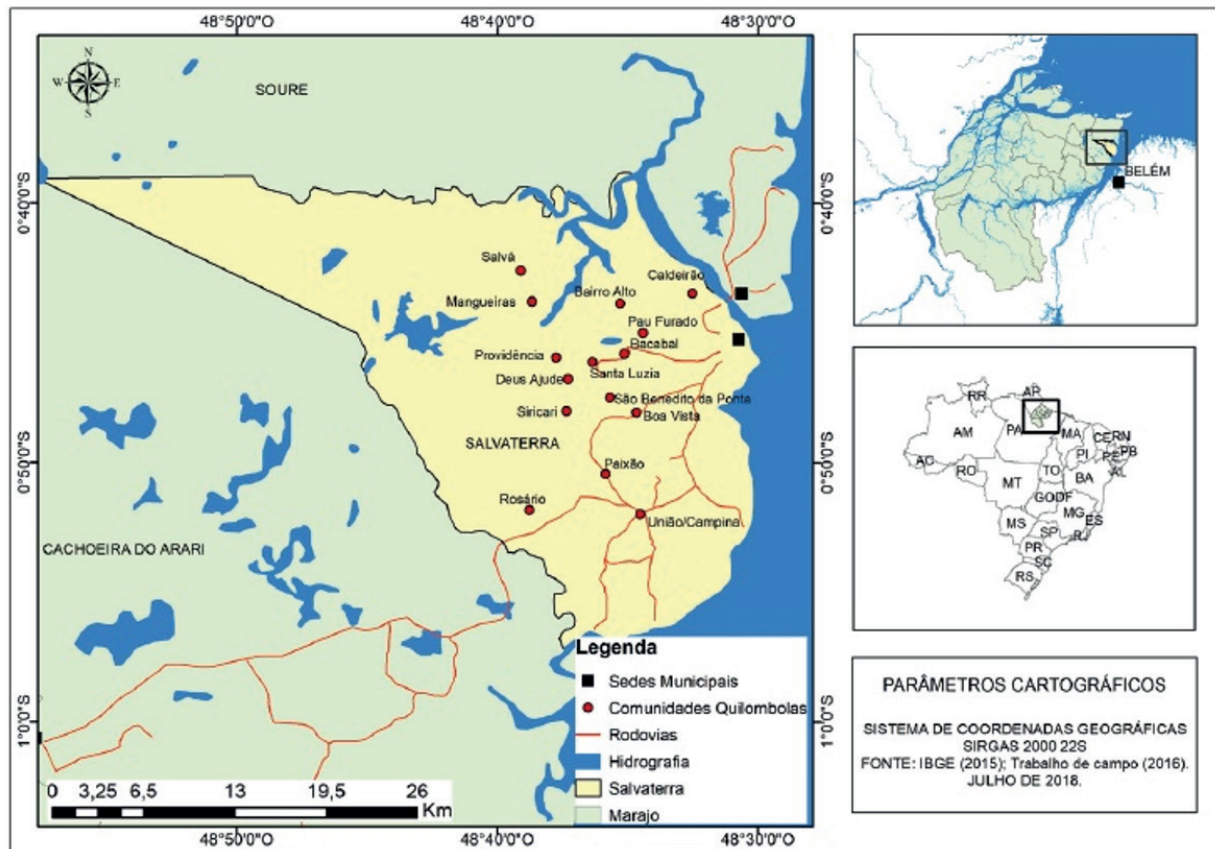 48°50'0"O
48°40'0"O
48°30'0"O
N
W
E
S
SOURE
0°40'0"S
0°40'0"S
Salvá
Caldeirão
Mangueiras
Bairro Alto
Pau Furado
Bacabal
Providência
Santa Luzia
Deus Ajude
São Benedito da Ponta
Siricari
Boa Vista
SALVATERRA
0°50'0"S
0°50'0"S
Paixão
Rosário
União/Campina
CACHOEIRA DO ARARI
1°0'0"S
1°0'0"S
Legenda
Sedes Municipais
Comunidades Quilombolas
Rodovias
Hidrografia
Salvaterra
Marajo
0 3,25 6,5 13 19,5 26
Km
48°50'0"O
48°40'0"O
48°30'0"O
BELÉM
RR
AP
AM
PA
MA
CE
RN
PB
PE
AL
PI
AC
RO
TO
BA
MT
GO
DF
MG
ES
MS
SP
RJ
PR
SC
RS
PARÂMETROS CARTOGRÁFICOS
SISTEMA DE COORDENADAS GEOGRÁFICAS
SIRGAS 2000 22S
FONTE: IBGE (2015); Trabalho de campo (2016).
JULHO DE 2018.